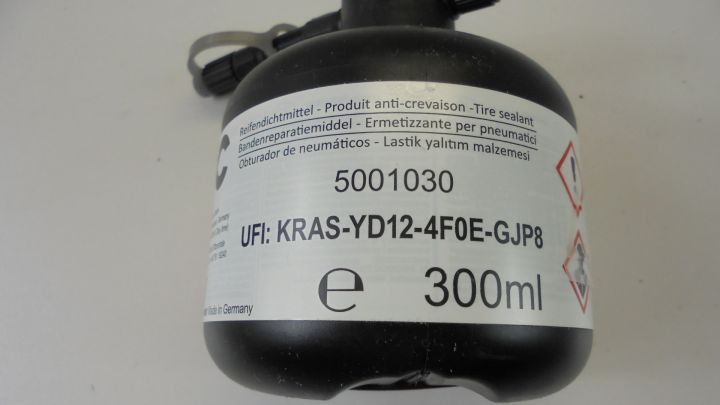 Reifendichtmittel - Produit anti-crevaison -Tire sealant
Bandenreparatiemiddel - Ermetizzante per pneumatici
Obturador de neumáticos - Lastik yalıtım malzemesi
5001030
UFI: KRAS-YD12-4F0E-GJP8
e 300ml
Made in Germany